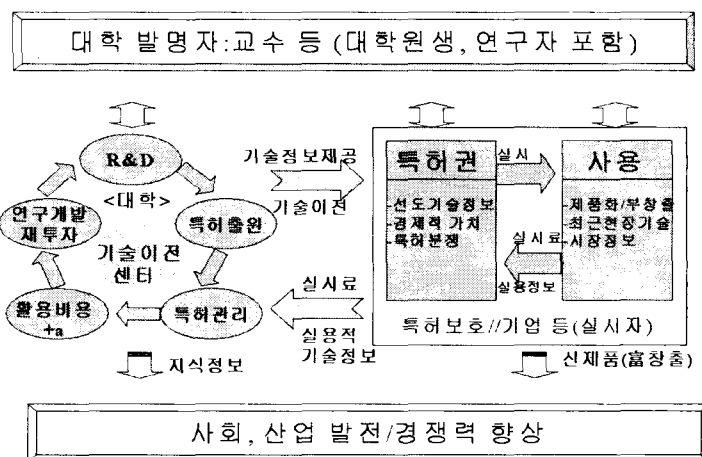 대학 발명자:교수 등 (대학원생, 연구자 포함)
R&D
<대학>
특허출원
특허관리
활용비용
+a
연구개발
재투자
기술이전
센터
기술정보제공
기술이전
실시료
실용적
기술정보
특허권
-선도기술정보
-경제적 가치
-특허분쟁
실시
실시료
실용정보
사용
-제품화/부창출
-최근현장기술
-시장정보
특허보호//기업 등(실시자)
지식정보
신제품(富창출)
사회, 산업 발전/경쟁력 향상